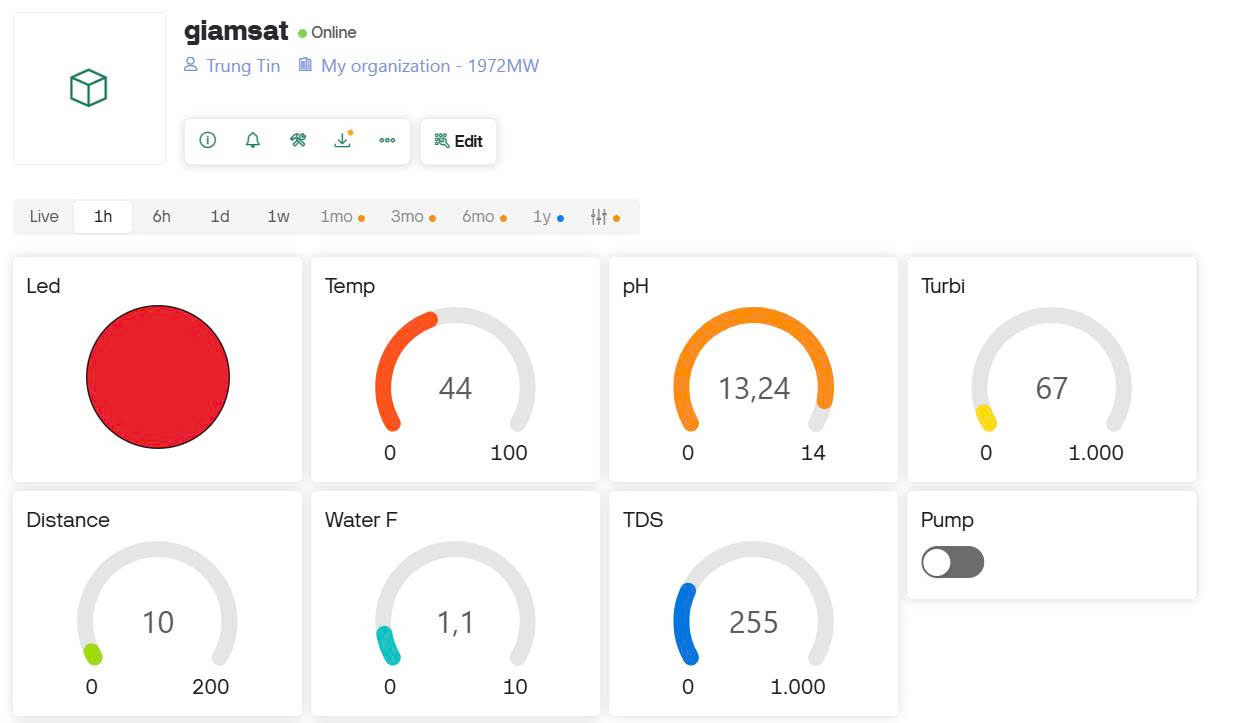 giamsat Online
Trung Tin My organization - 1972MW
Edit
Live 1h 6h 1d 1w 1mo 3mo 6mo 1y
Led Temp pH Turbi
44 13,24 67
0 100 0 14 0 1.000
Distance Water F TDS Pump
10 1,1 255
0 200 0 10 0 1.000